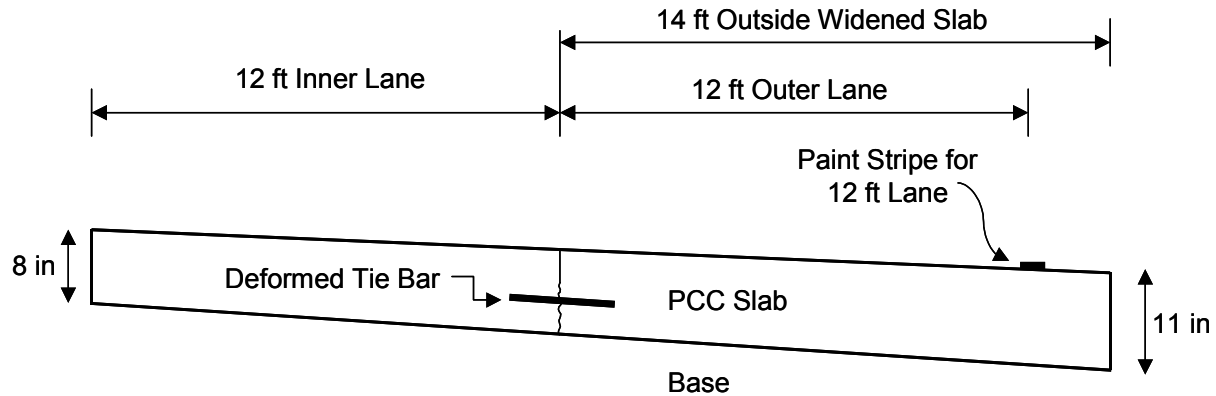 14 ft Outside Widened Slab
12 ft Inner Lane
12 ft Outer Lane
Paint Stripe for
12 ft Lane
8 in
Deformed Tie Bar
PCC Slab
11 in
Base